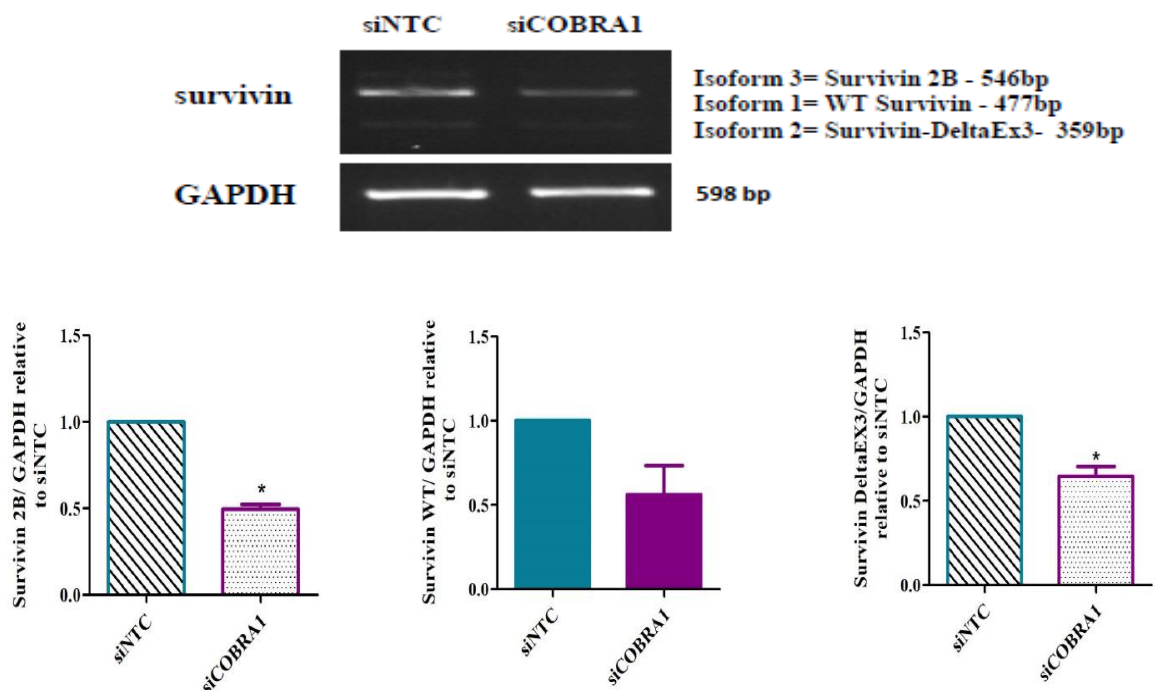 siNTC
siCOBRA1
survivin
Isoform 3= Survivin 2B - 546bp
Isoform 1= WT Survivin - 477bp
Isoform 2= Survivin-DeltaEx3- 359bp
GAPDH
598 bp
Survivin 2B/ GAPDH relative
to siNTC
1.5
1.0
0.5
0.0
*
siNTC
siCOBRA1
Survivin WT/ GAPDH relative
to siNTC
1.5
1.0
0.5
0.0
siNTC
siCOBRA1
Survivin DeltaEX3/GAPDH
relative to siNTC
1.5
1.0
0.5
0.0
*
siNTC
siCOBRA1